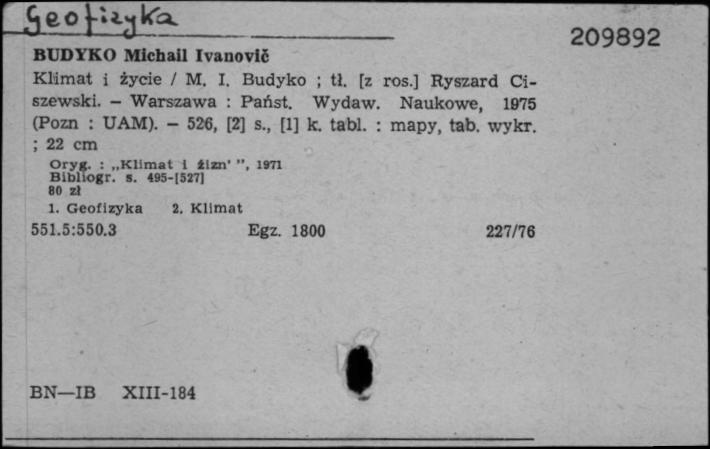 Geofizyka
209892
BUDYKO Michail Ivanovič
Klimat i życie / M. I. Budyko ; tł. [z ros.] Ryszard Ci-
szewski. — Warszawa : Państ. Wydaw. Naukowe, 1975
(Pozn : UAM). — 526, [2] s., [1] k. tabl. : mapy, tab. wykr.
; 22 cm
Oryg. : „Klimat i žizn' ”, 1971
Bibliogr. s. 495-[527]
80 zł
1. Geofizyka 2. Klimat
551.5:550.3 Egz. 1800 227/76
BN—IB XIII-184